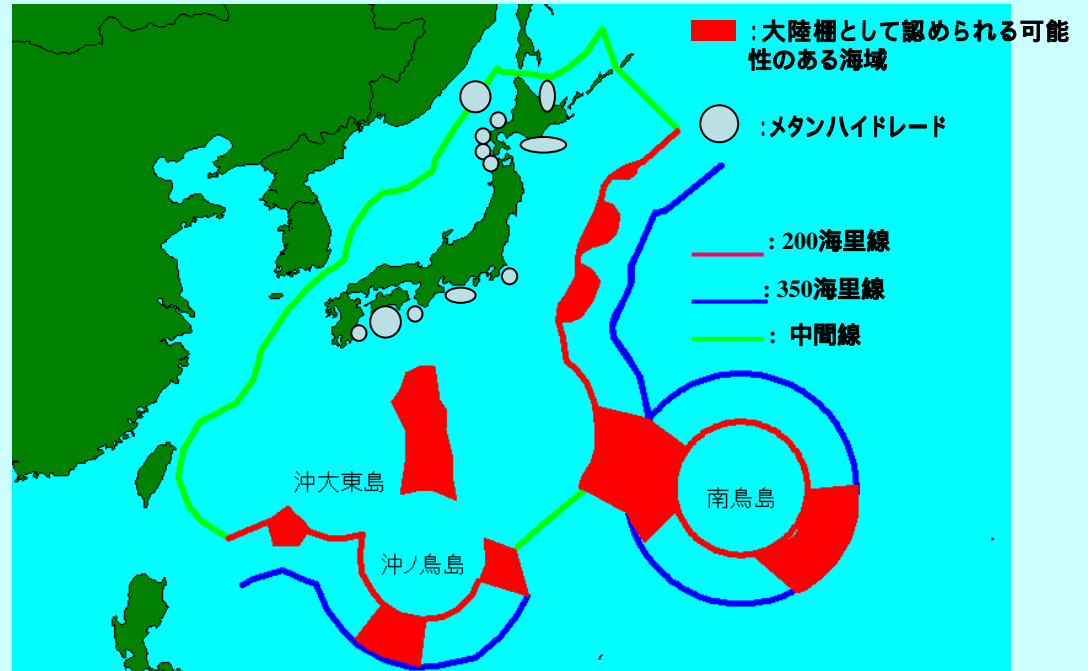 :大陸棚として認められる可能
性のある海域
:メタンハイドレード
: 200海里線
: 350海里線
: 中間線
沖大東島
南鳥島
沖ノ鳥島